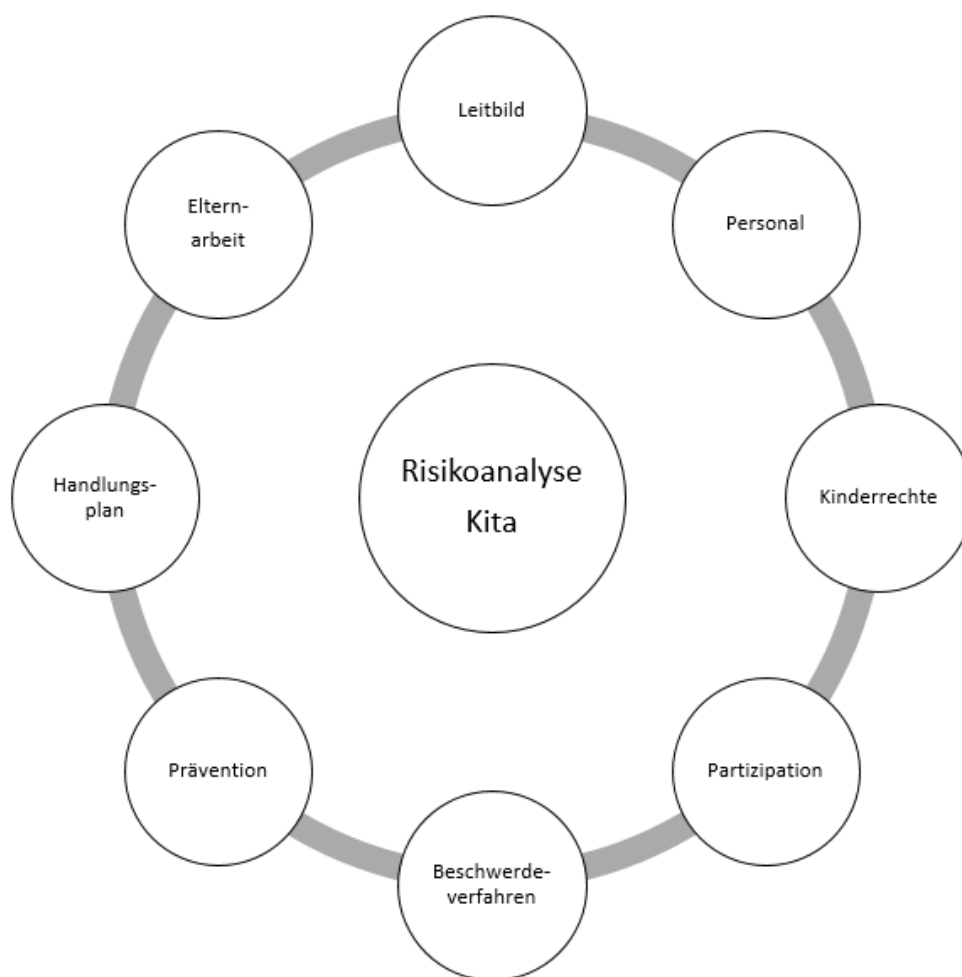 Leitbild
Personal
Kinderrechte
Partizipation
Beschwerde-
verfahren
Prävention
Handlungs-
plan
Eltern-
arbeit
Risikoanalyse
Kita